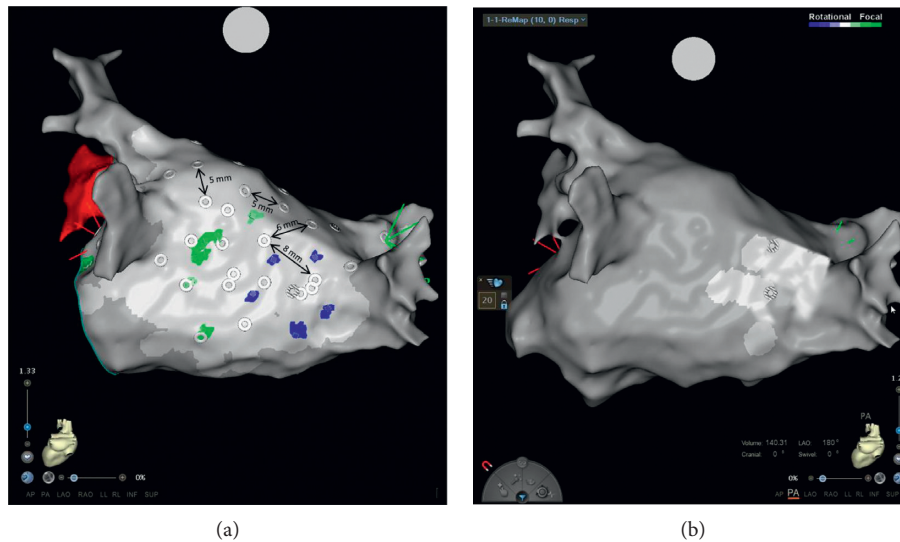 1-1-ReMap (10, 0) Resp
Rotational Focal
5 mm
5 mm
6 mm
8 mm
20
1.33
0%
AP PA LAO RAO LL RL INF SUP
1.2
PA
Volume: 140.31 LAO 180°
Cranial: 0° Swivel: 0°
0%
AP PA LAO RAO LL RL INF SUP
(a)
(b)